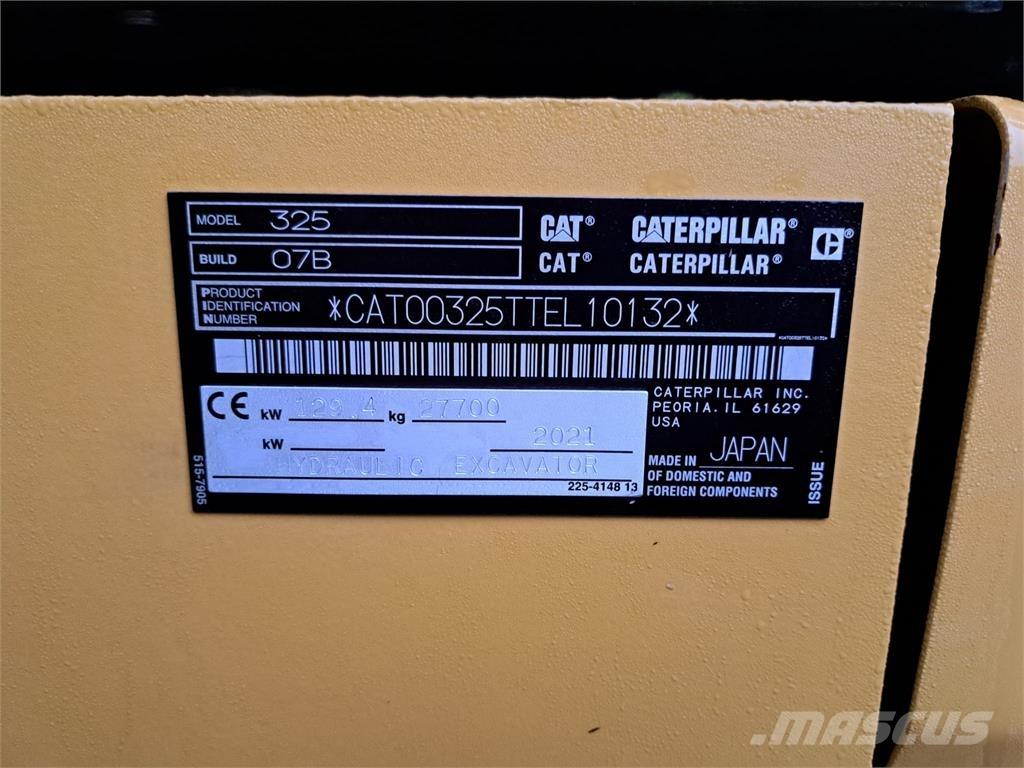 MODEL 325
BUILD 07B
CAT® CATERPILLAR®
CAT® CATERPILLAR®
PRODUCT
IDENTIFICATION
NUMBER
*CAT00325TTEL10132*
*CAT00325TTEL10132*
CE kW 129.4 kg 27700
kW 2021
HYDRAULIC EXCAVATOR
225-4148 13
515-7905
CATERPILLAR INC.
PEORIA. IL 61629
USA
MADE IN JAPAN
OF DOMESTIC AND
FOREIGN COMPONENTS
ISSUE
MASCUS